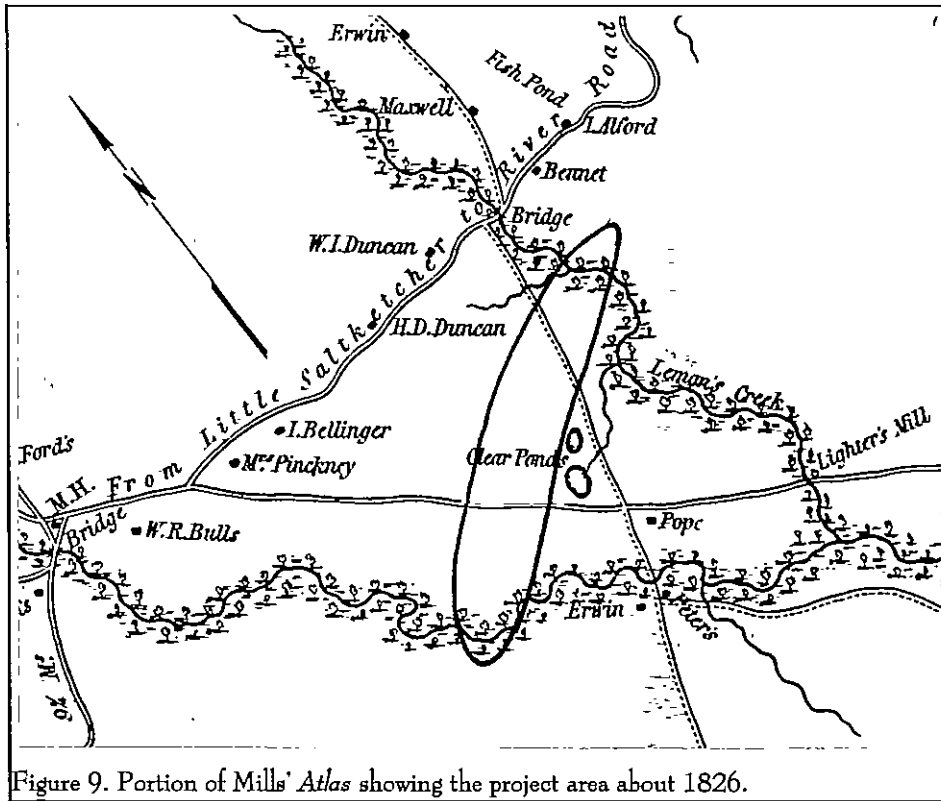 Erwin
Fish Pond
Maxwell
I.Alford
Bennet
Bridge
W.I.Duncan
H.D.Duncan
From Little Saltketcher to River Road
Leman's Creek
I.Bellinger
Clear Ponds
Lighter's Mill
Ford's
Mrs Pinckney
M.H.
Bridge
W.R.Bulls
Pope
Erwin
Figure 9. Portion of Mills' Atlas showing the project area about 1826.